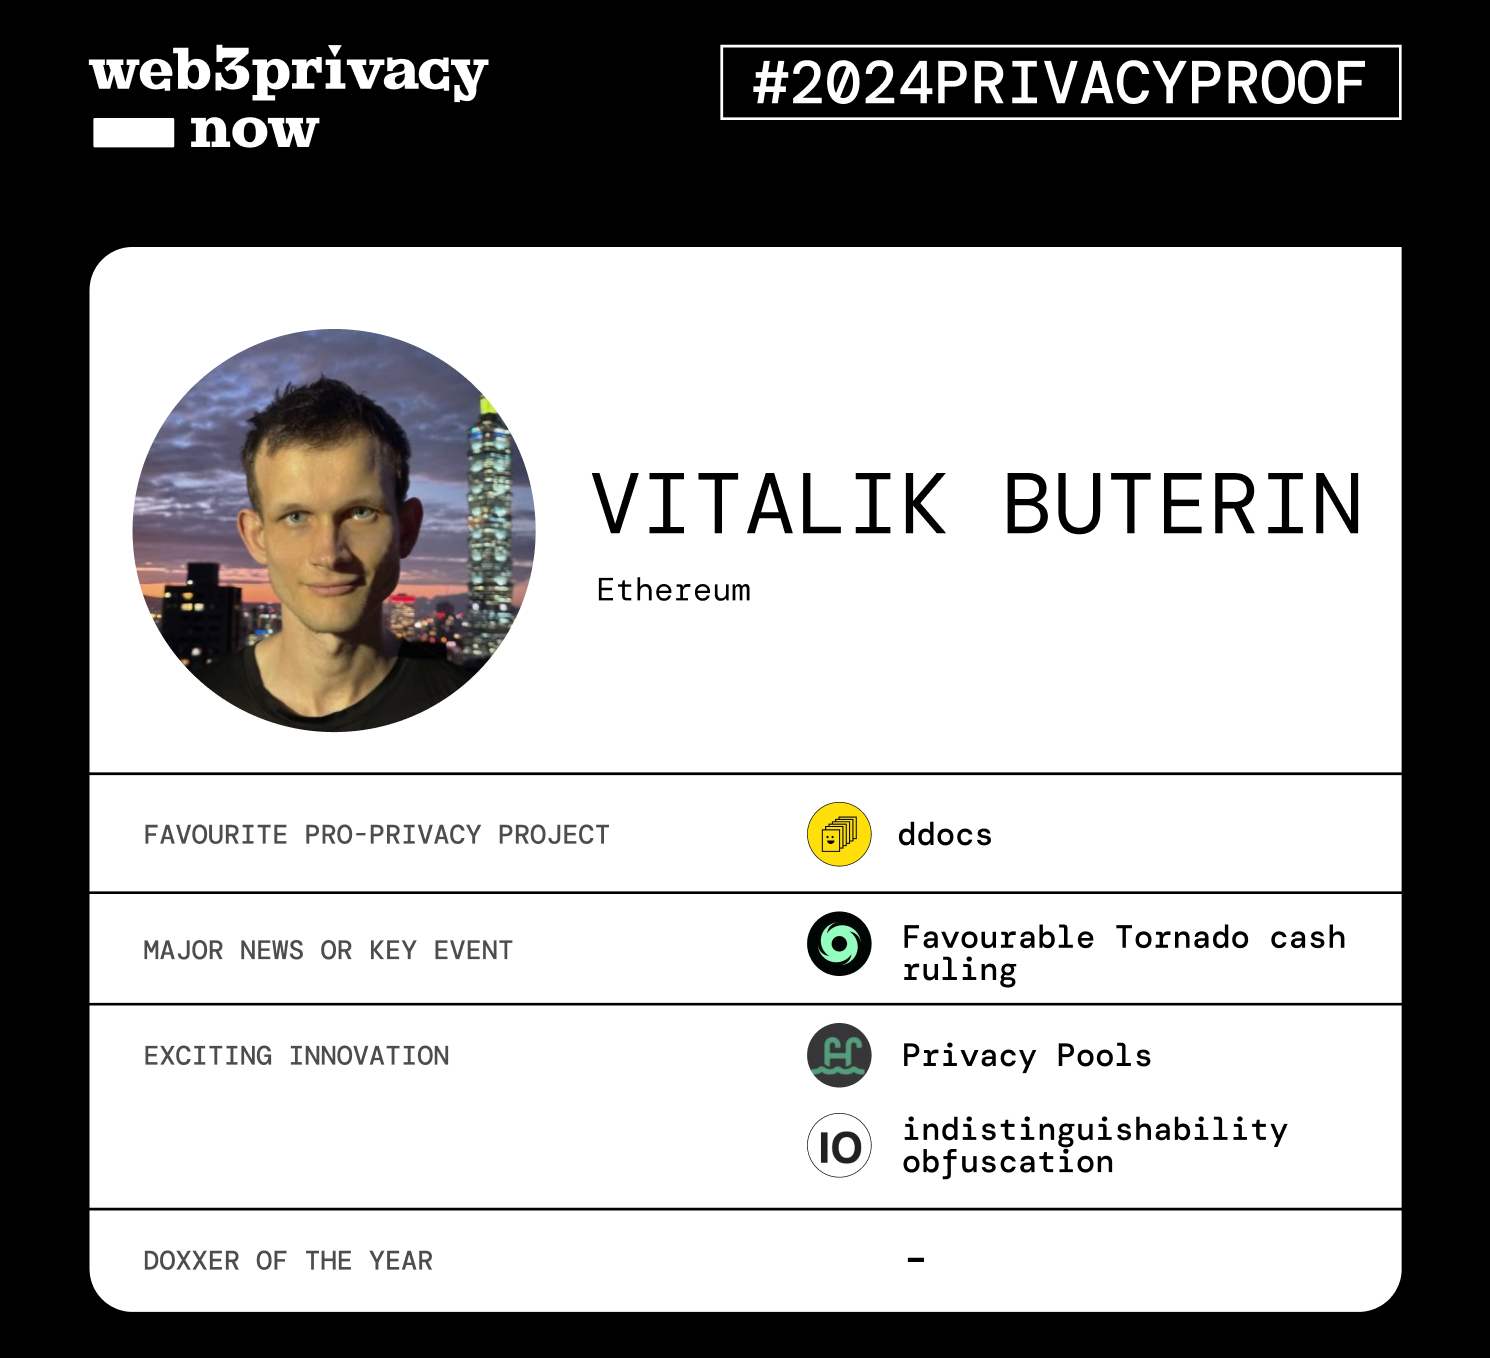 web3privacy
now
#2024PRIVACYPROOF
VITALIK BUTERIN
Ethereum
FAVOURITE PRO-PRIVACY PROJECT
ddocs
MAJOR NEWS OR KEY EVENT
Favourable Tornado cash
ruling
EXCITING INNOVATION
Privacy Pools
IO
indistinguishability
obfuscation
DOXXER OF THE YEAR
-